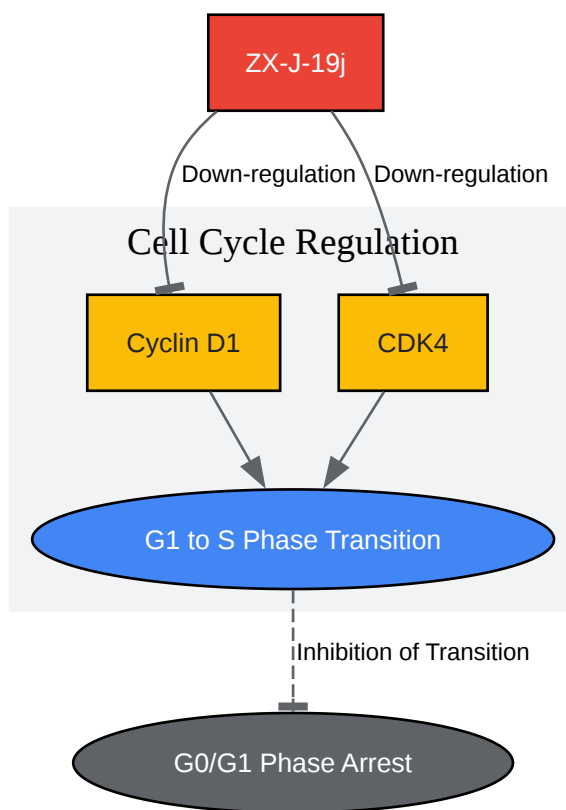 ZX-J-19j
Down-regulation
Down-regulation
Cell Cycle Regulation
Cyclin D1
CDK4
G1 to S Phase Transition
Inhibition of Transition
G0/G1 Phase Arrest